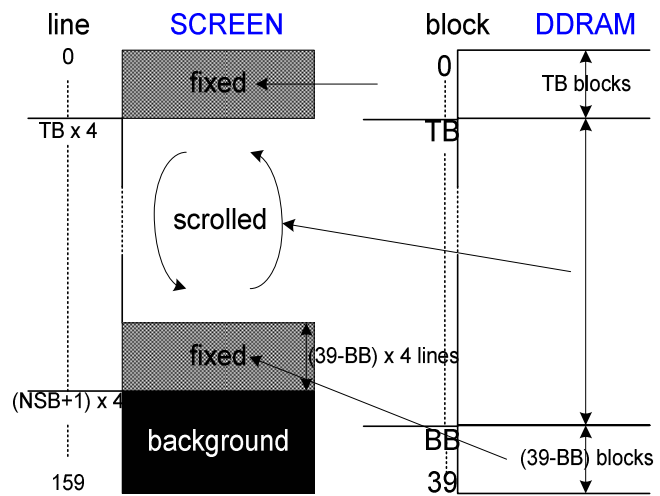 line SCREEN block DDRAM
0 0
fixed TB blocks
TB x 4 TB
scrolled
fixed (39-BB) x 4 lines
(NSB+1) x 4
background BB (39-BB) blocks
159 39